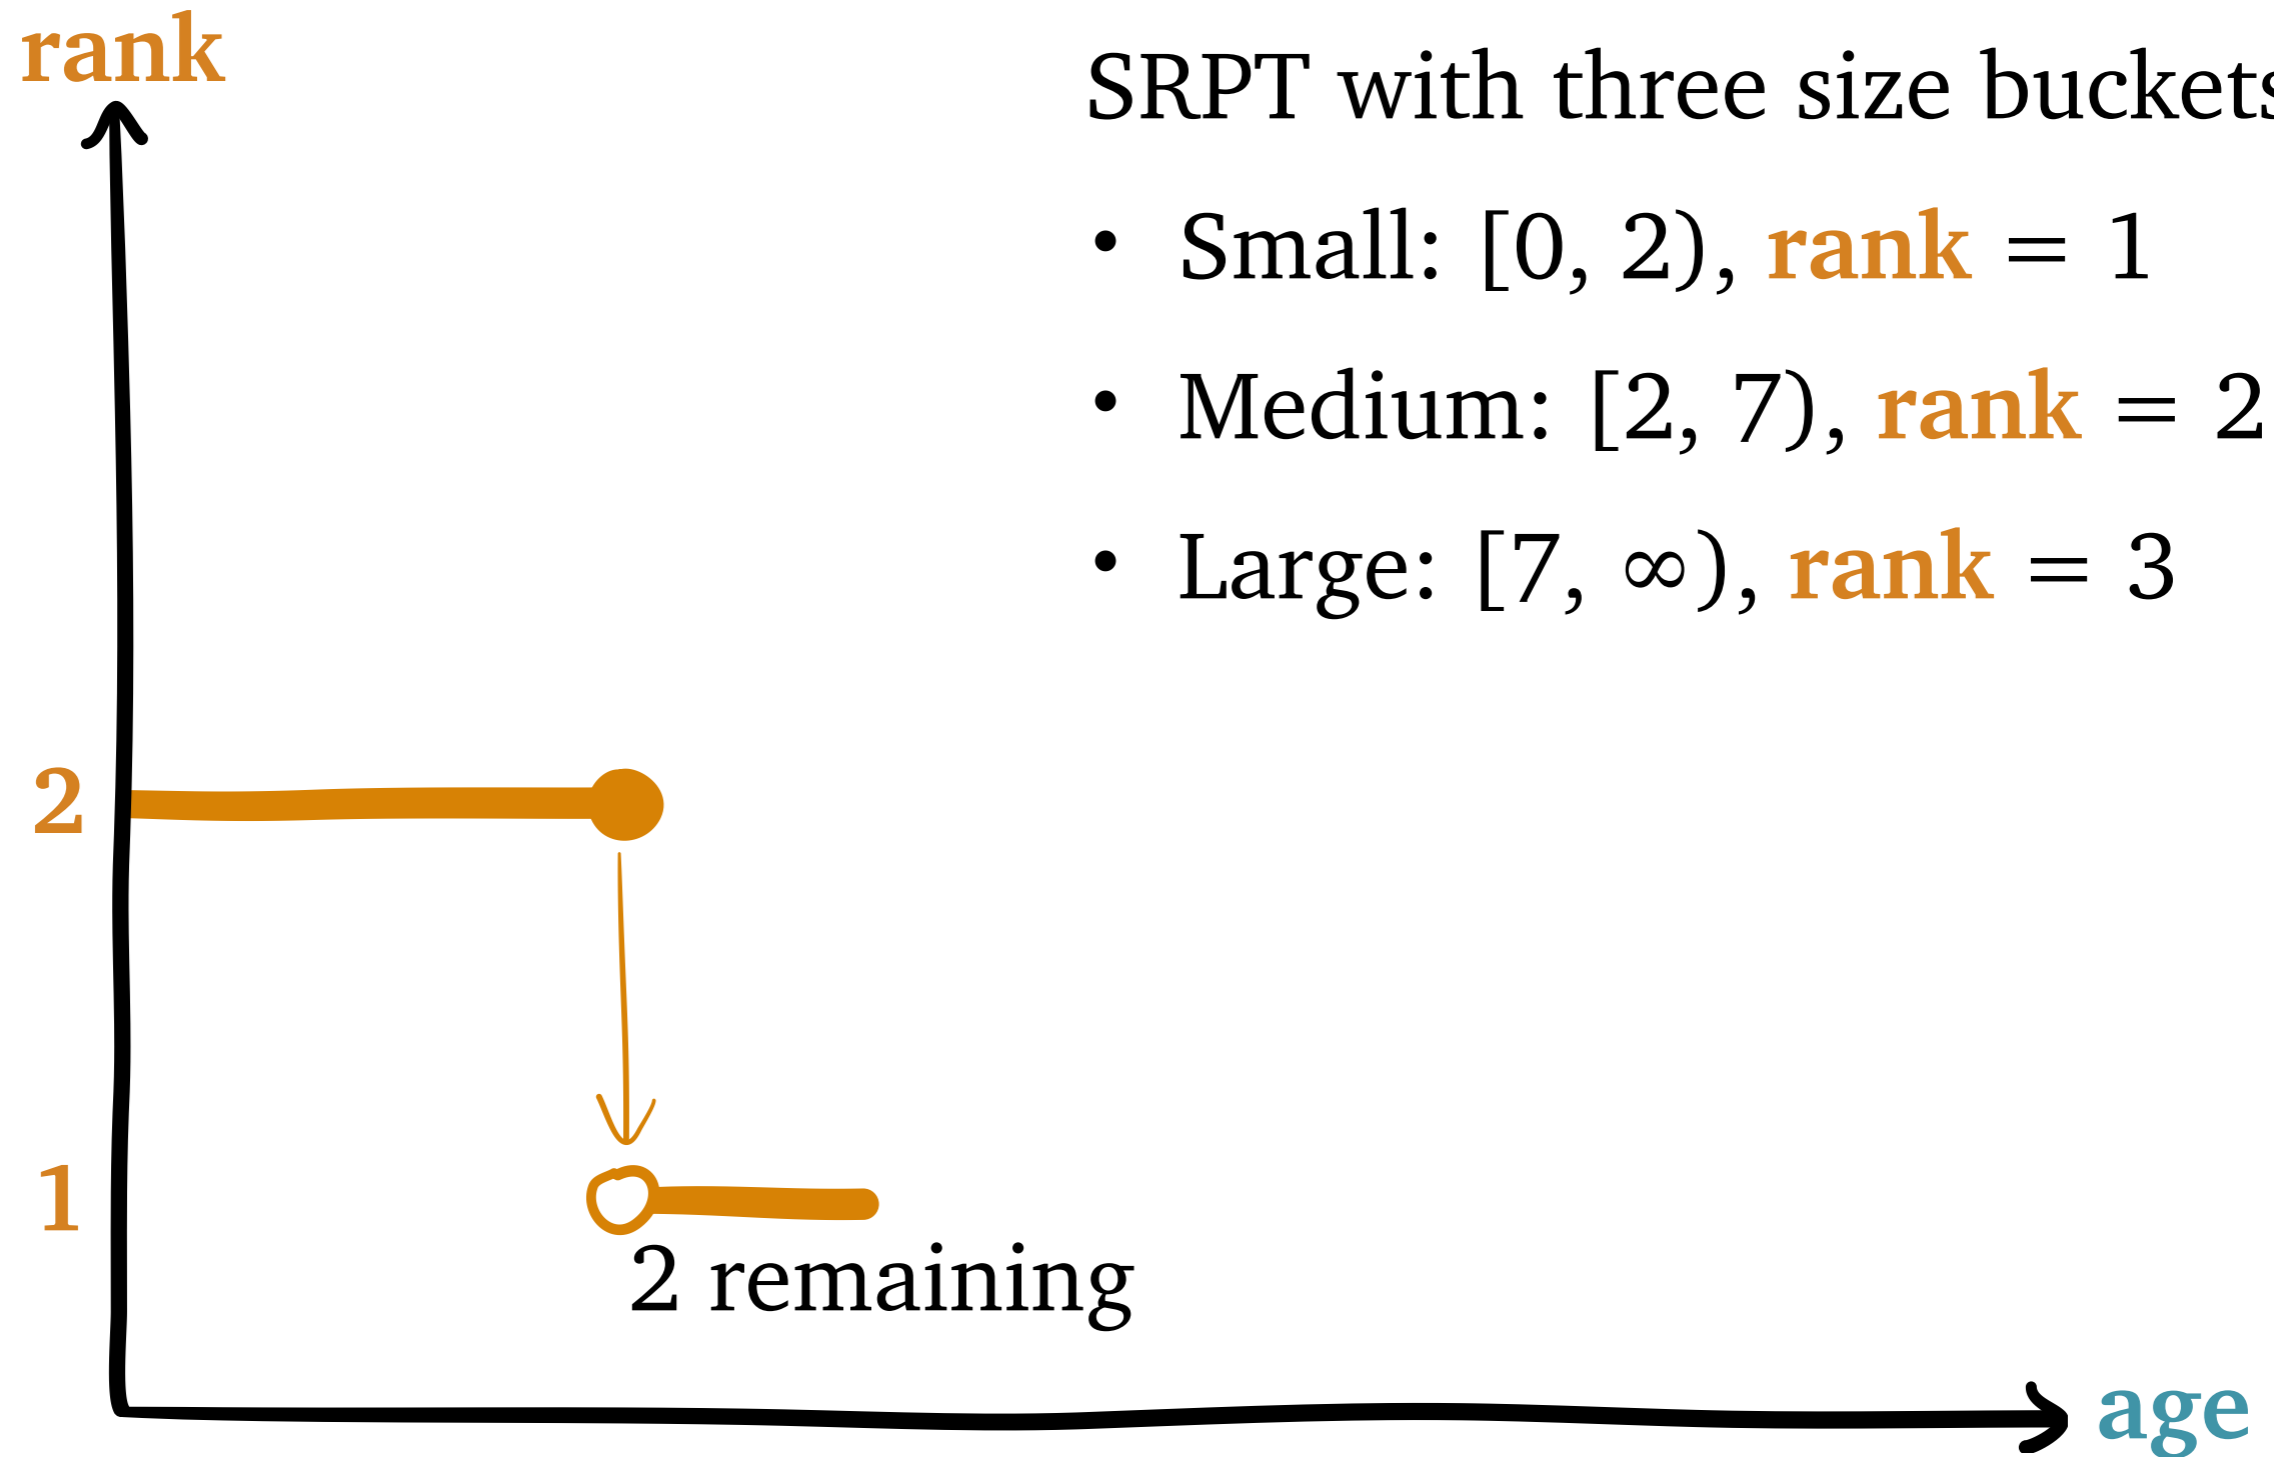 rank
SRPT with three size buckets
• Small: [0, 2), rank = 1
• Medium: [2, 7), rank = 2
• Large: [7, ∞), rank = 3
2
1
2 remaining
age